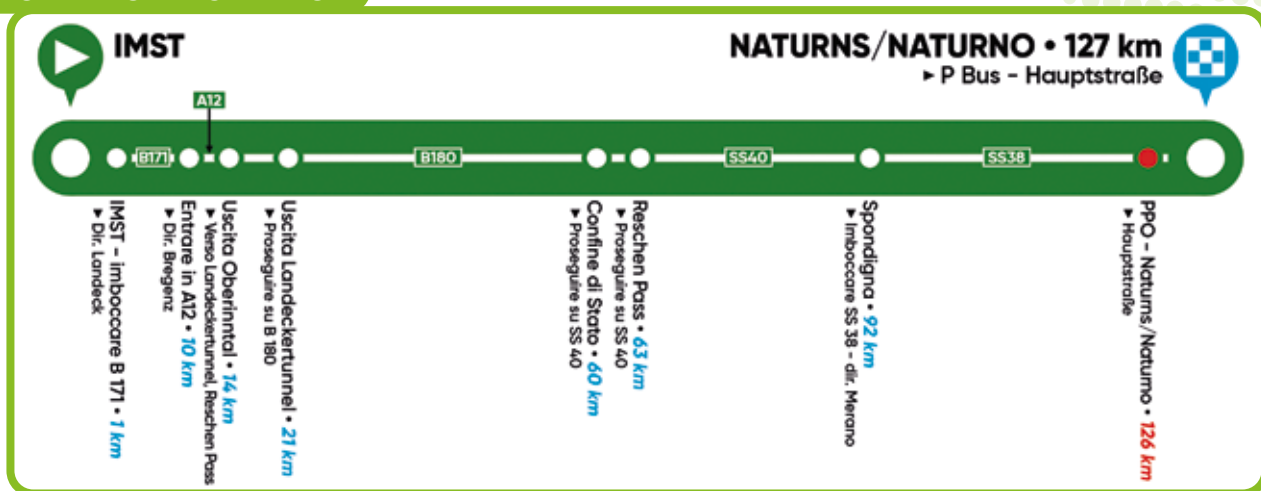 IMST
NATURNS/NATURNO • 127 km
► P Bus - Hauptstraße
A12
B171
B180
SS40
SS38
IMST - imboccare B 171 • 1 km
► Dir. Landeck
Entrare in A12 • 10 km
► Dir. Bregenz
Uscita Oberinntal • 14 km
► Verso Landeckertunnel, Reschen Pass
Uscita Landeckertunnel • 21 km
► Proseguire su B 180
Confine di Stato • 60 km
► Proseguire su SS 40
Reschen Pass • 63 km
► Proseguire su SS 40
Spondigna • 92 km
► Imboccare SS 38 - dir. Merano
PPO - Naturns/Naturno • 126 km
► Hauptstraße